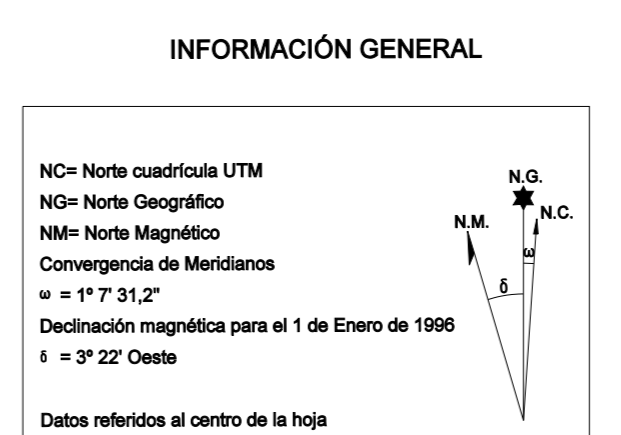 INFORMACIÓN GENERAL
NC= Norte cuadrícula UTM
NG= Norte Geográfico
NM= Norte Magnético
Convergencia de Meridianos
ω = 1º 7' 31,2"
Declinación magnética para el 1 de Enero de 1996
δ = 3º 22' Oeste
Datos referidos al centro de la hoja
N.G.
N.M.
N.C.
ω
δ